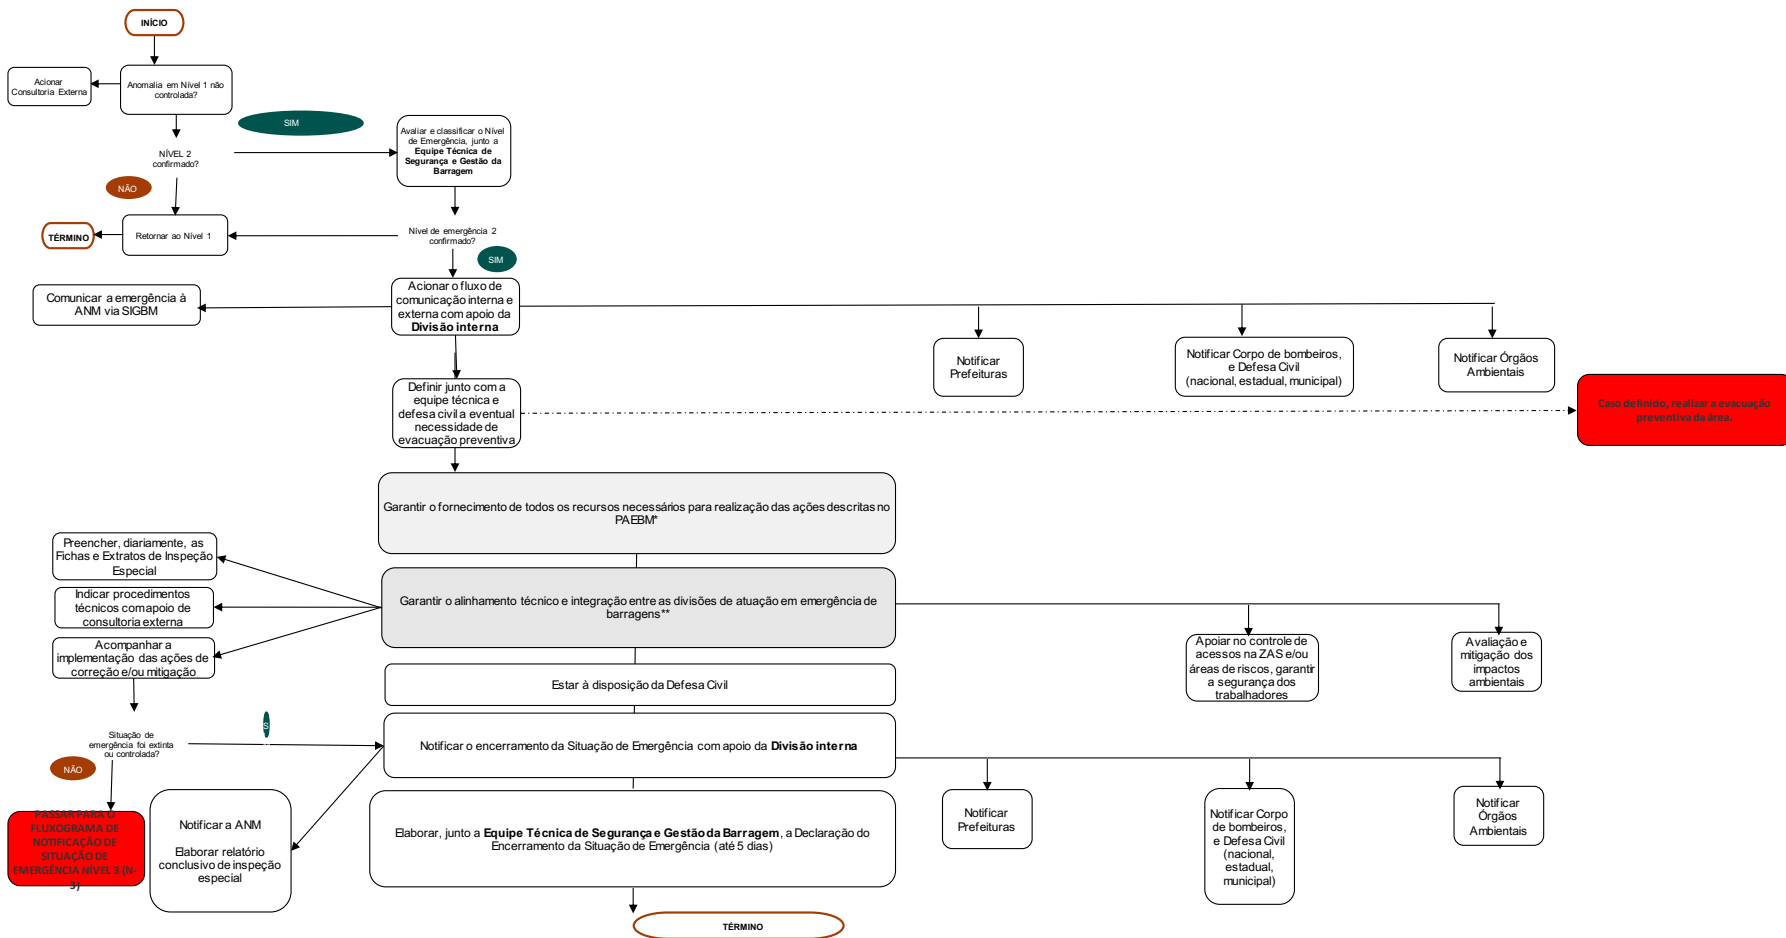 INÍCIO
Acionar
Consultoria Externa
Anomalia em Nível 1 não
controlada?
SIM
NÍVEL 2
confirmado?
Avaliar e classificar o Nível
de Emergência, junto a
Equipe Técnica de
Segurança e Gestão da
Barragem
NÃO
TÉRMINO
Retornar ao Nível 1
Nível de emergência 2
confirmado?
SIM
Comunicar a emergência à
ANM via SIGBM
Acionar o fluxo de
comunicação interna e
externa com apoio da
Divisão interna
Notificar
Prefeituras
Notificar Corpo de bombeiros,
e Defesa Civil
(nacional, estadual, municipal)
Notificar Órgãos
Ambientais
Definir junto com a
equipe técnica e
defesa civil a eventual
necessidade de
evacuação preventiva
Caso definido, realizar a evacuação
preventiva da área.
Garantir o fornecimento de todos os recursos necessários para realização das ações descritas no
PAEBM*
Preencher, diariamente, as
Fichas e Extratos de Inspeção
Especial
Indicar procedimentos
técnicos com apoio de
consultoria externa
Acompanhar a
implementação das ações de
correção e/ou mitigação
Garantir o alinhamento técnico e integração entre as divisões de atuação em emergência de
barragens**
Apoiar no controle de
acessos na ZAS e/ou
áreas de riscos, garantir
a segurança dos
trabalhadores
Avaliação e
mitigação dos
impactos
ambientais
Estar à disposição da Defesa Civil
Situação de
emergência foi extinta
ou controlada?
S
Notificar o encerramento da Situação de Emergência com apoio da Divisão interna
NÃO
PASSAR PARA O
FLUXOGRAMA DE
NOTIFICAÇÃO DE
SITUAÇÃO DE
EMERGÊNCIA NÍVEL 3 (N-
3)
Notificar a ANM
Elaborar relatório
conclusivo de inspeção
especial
Elaborar, junto a Equipe Técnica de Segurança e Gestão da Barragem, a Declaração do
Encerramento da Situação de Emergência (até 5 dias)
Notificar
Prefeituras
Notificar Corpo
de bombeiros,
e Defesa Civil
(nacional,
estadual,
municipal)
Notificar
Órgãos
Ambientais
TÉRMINO